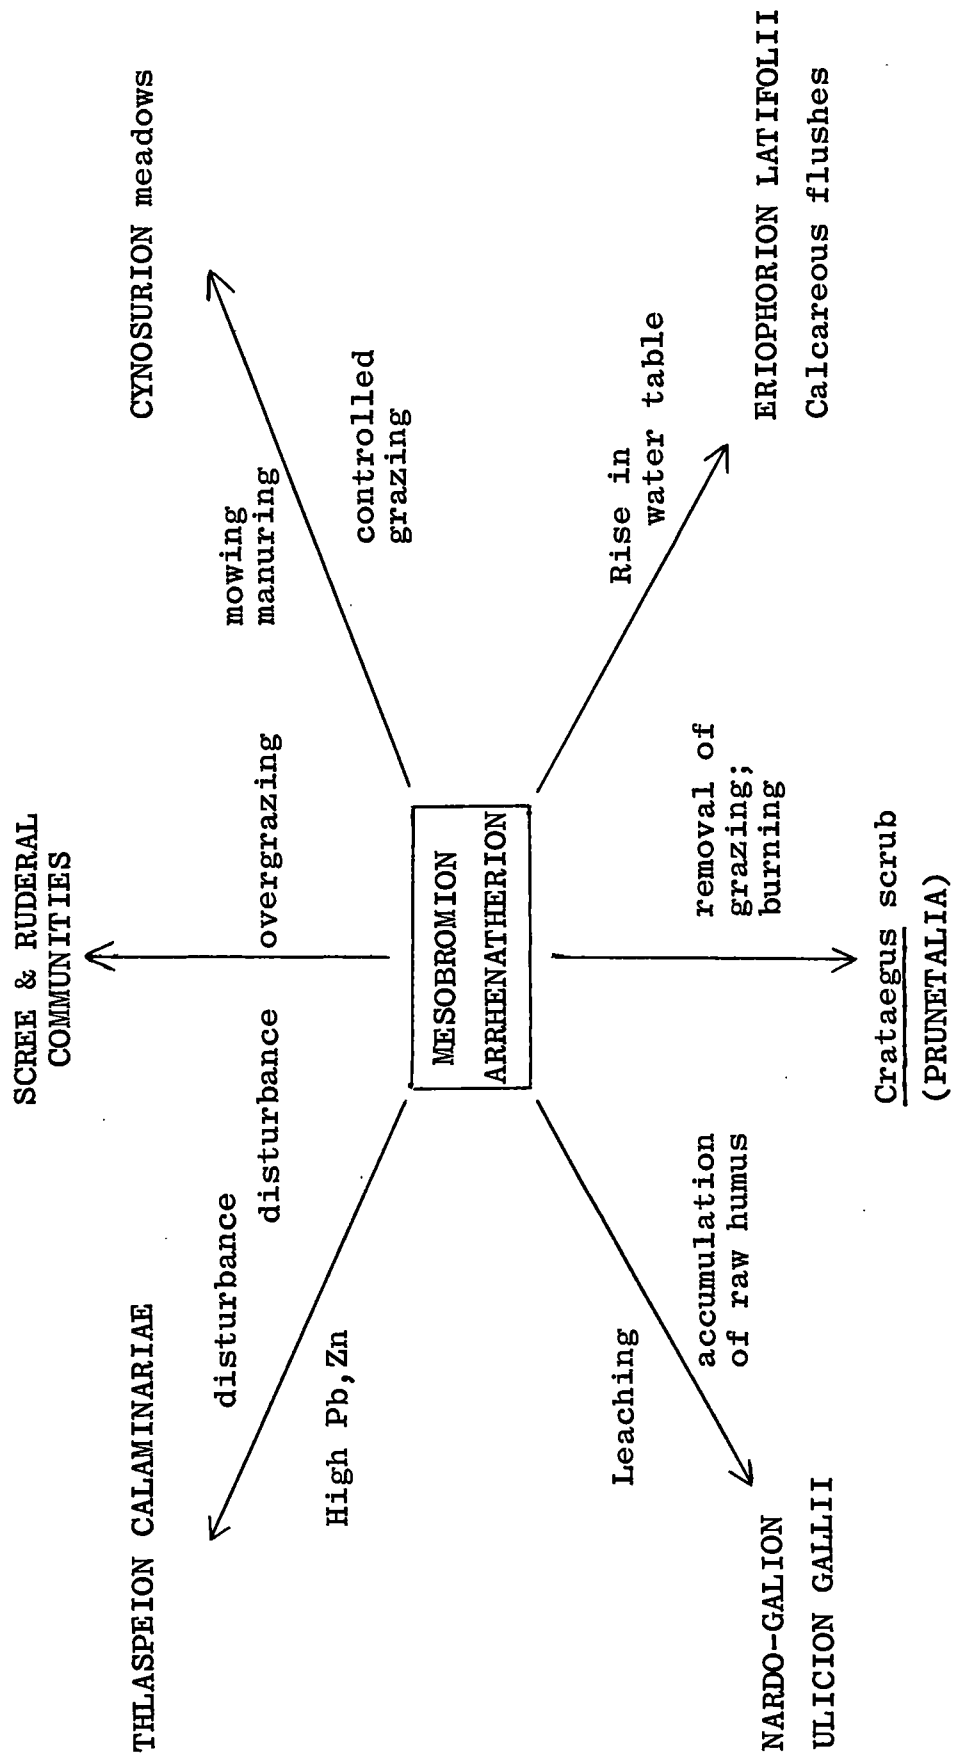 SCREE & RUDERAL
COMMUNITIES
THLASPEION CALAMINARIAE
CYNOSURION meadows
disturbance
disturbance
overgrazing
mowing
manuring
High Pb,Zn
controlled
grazing
MESOBROMION
ARRHENATHERION
Leaching
accumulation
of raw humus
removal of
grazing;
burning
Rise in
water table
NARDO-GALION
ULICION GALLII
Crataegus scrub
(PRUNETALIA)
ERIOPHORION LATIFOLII
Calcareous flushes